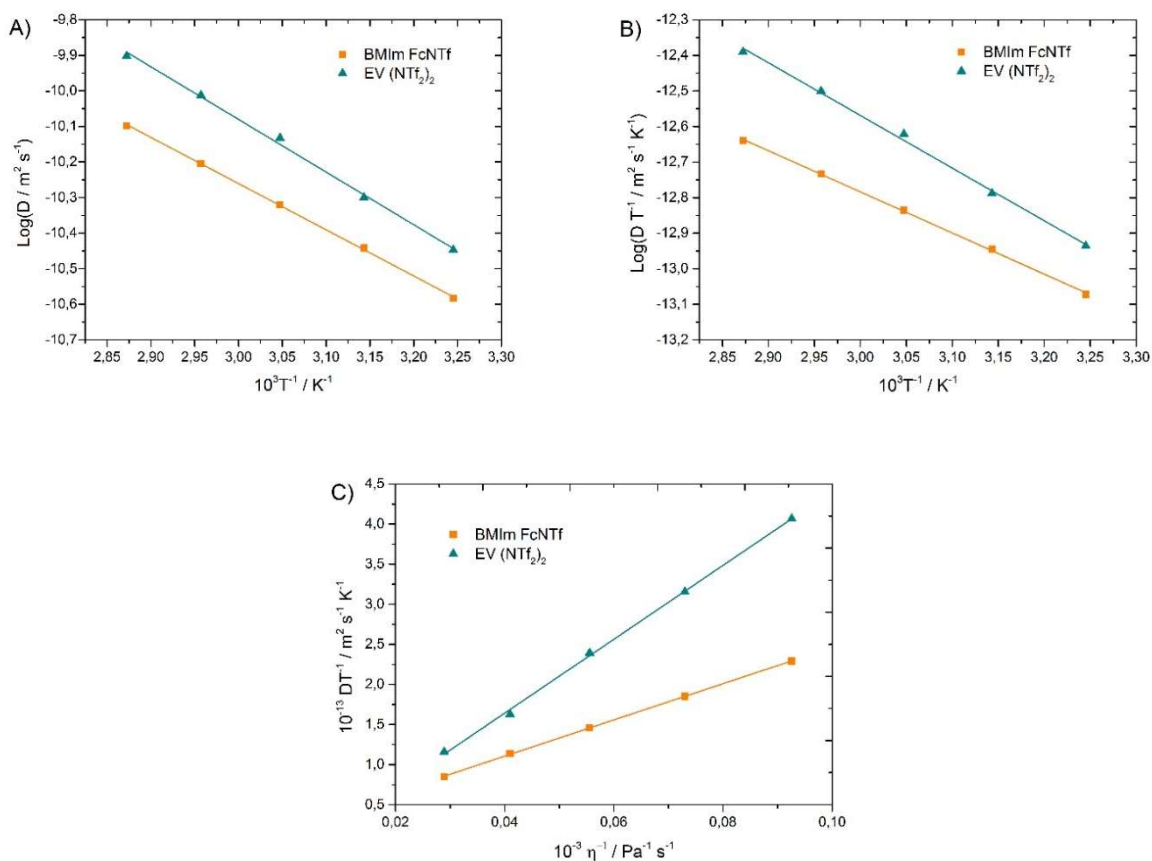 A)
Log(D / m² s⁻¹)
-9,8
-9,9
-10,0
-10,1
-10,2
-10,3
-10,4
-10,5
-10,6
-10,7
BMIm FcNTf
EV (NTf₂)₂
2,85 2,90 2,95 3,00 3,05 3,10 3,15 3,20 3,25 3,30
10³T⁻¹ / K⁻¹
B)
Log(D T⁻¹ / m² s⁻¹ K⁻¹)
-12,3
-12,4
-12,5
-12,6
-12,7
-12,8
-12,9
-13,0
-13,1
-13,2
BMIm FcNTf
EV (NTf₂)₂
2,85 2,90 2,95 3,00 3,05 3,10 3,15 3,20 3,25 3,30
10³T⁻¹ / K⁻¹
C)
10⁻¹³ DT⁻¹ / m² s⁻¹ K⁻¹
4,5
4,0
3,5
3,0
2,5
2,0
1,5
1,0
0,5
BMIm FcNTf
EV (NTf₂)₂
0,02 0,04 0,06 0,08 0,10
10⁻³ η⁻¹ / Pa⁻¹ s⁻¹